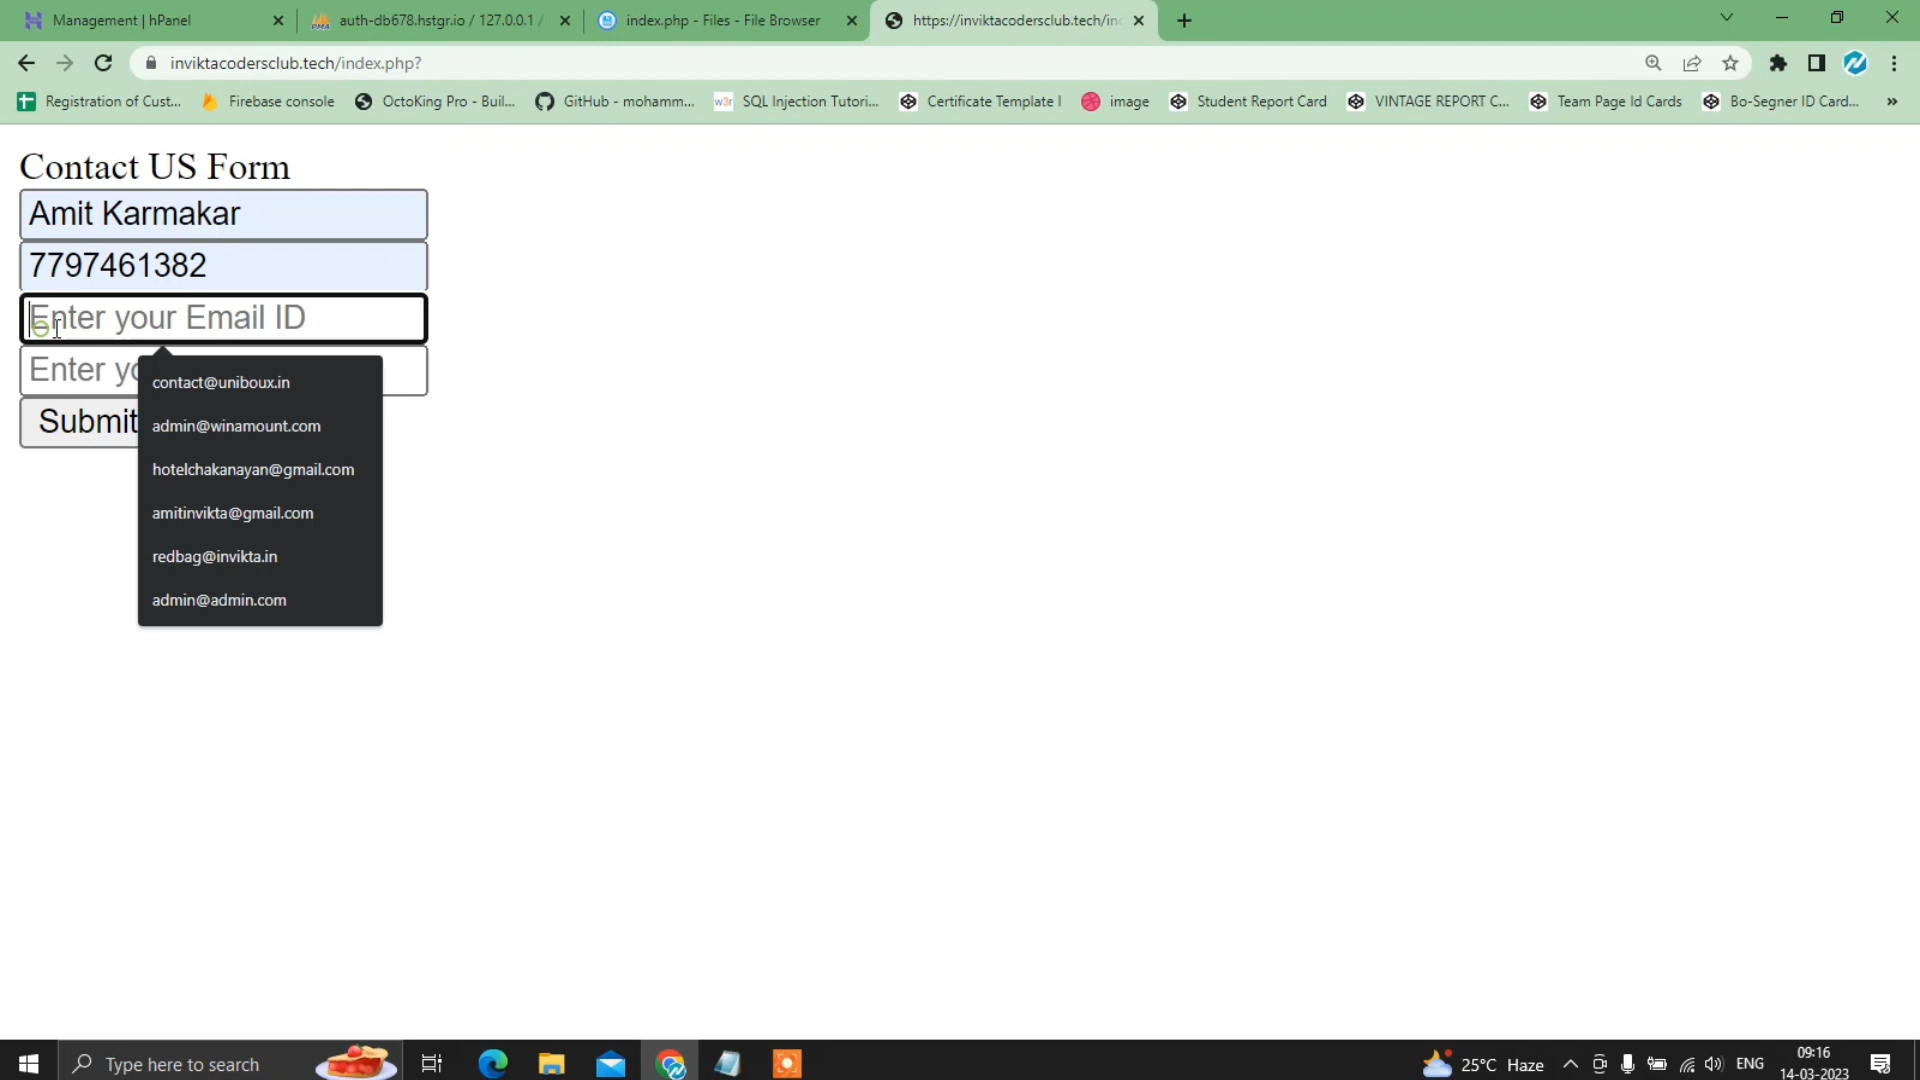 Management | hPanel
auth-db678.hstgr.io / 127.0.0.1 /
index.php - Files - File Browser
https://inviktacodersclub.tech/in
inviktacodersclub.tech/index.php?
Registration of Cust...
Firebase console
OctoKing Pro - Buil...
GitHub - mohamm...
w3r
SQL Injection Tutori...
Certificate Template I
image
Student Report Card
VINTAGE REPORT C...
Team Page Id Cards
Bo-Segner ID Card...
»
Contact US Form
Amit Karmakar
7797461382
Enter your Email ID
Enter yo
Submit
contact@uniboux.in
admin@winamount.com
hotelchakanayan@gmail.com
amitinvikta@gmail.com
redbag@invikta.in
admin@admin.com
Type here to search
25°C Haze
ENG
09:16
14-03-2023